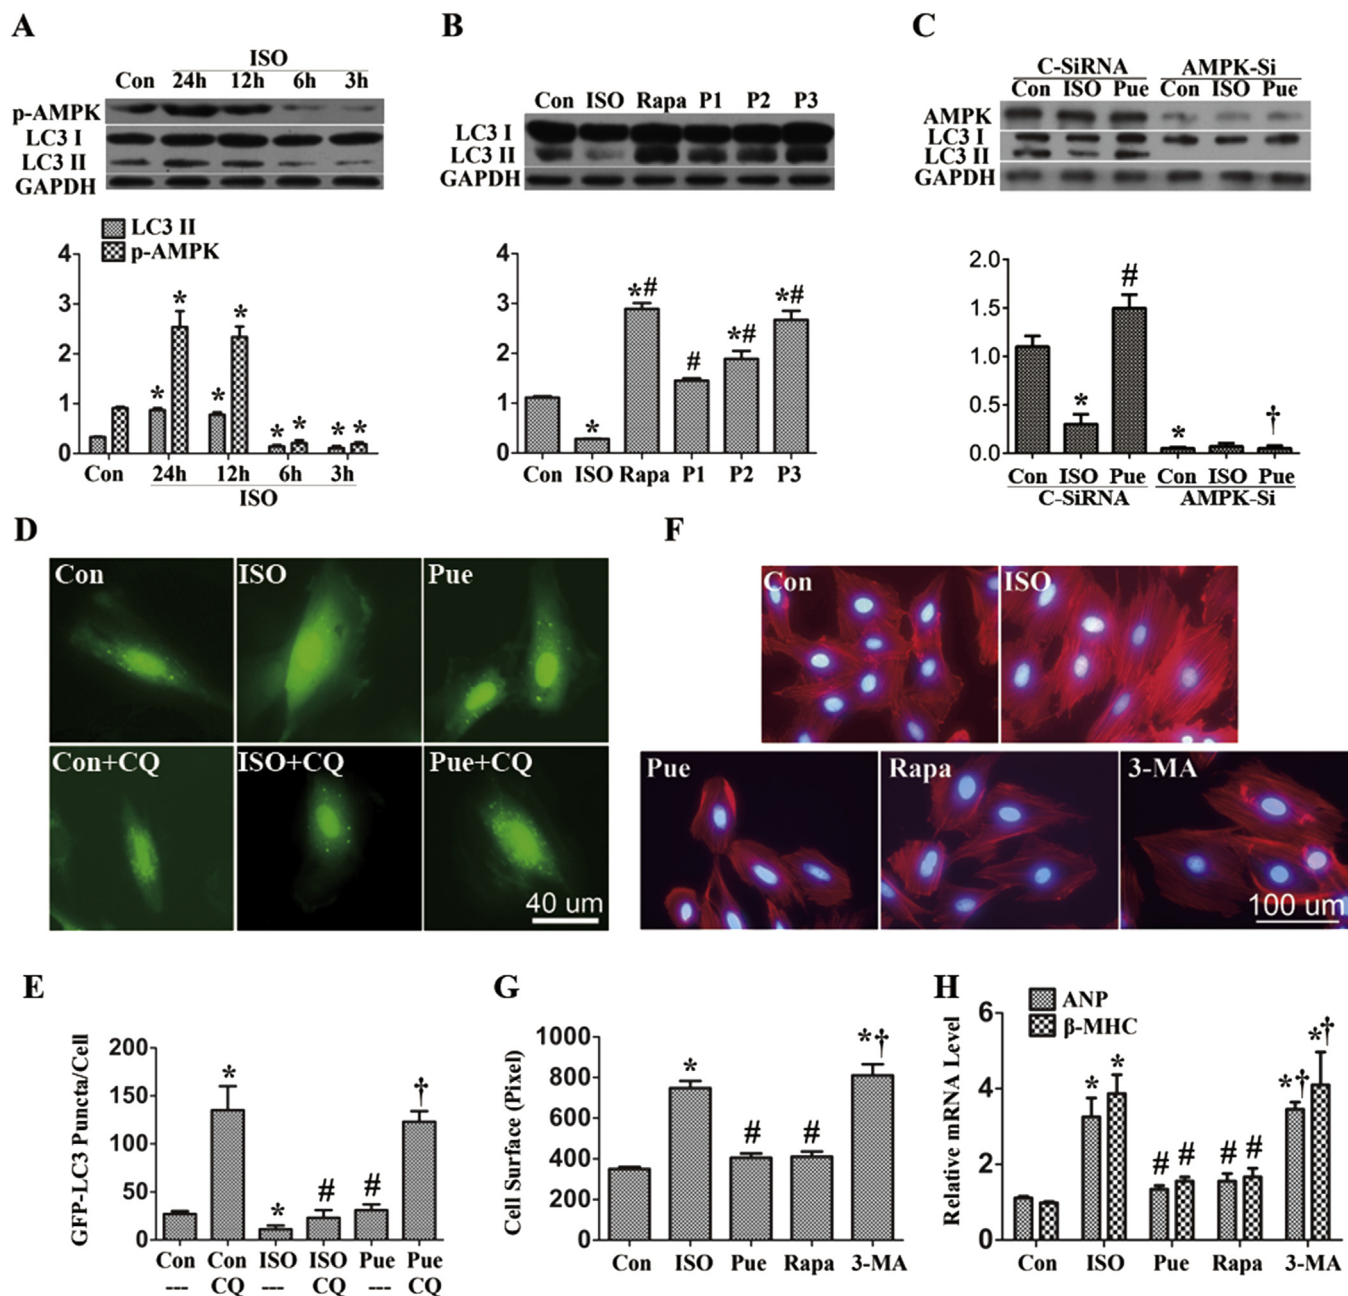 A
ISO
Con 24h 12h 6h 3h
p-AMPK
LC3 I
LC3 II
GAPDH
LC3 II
p-AMPK
4
3
2
1
0
* * * * * * * *
Con 24h 12h 6h 3h
ISO
B
Con ISO Rapa P1 P2 P3
LC3 I
LC3 II
GAPDH
4
3
2
1
0
* *# # *# *#
Con ISO Rapa P1 P2 P3
C
C-SiRNA AMPK-Si
Con ISO Pue Con ISO Pue
AMPK
LC3 I
LC3 II
GAPDH
2.0
1.5
1.0
0.5
0.0
* # * †
Con ISO Pue Con ISO Pue
C-SiRNA AMPK-Si
D
Con ISO Pue
Con+CQ ISO+CQ Pue+CQ
40 um
F
Con ISO
Pue Rapa 3-MA
100 um
E
GFP-LC3 Puncta/Cell
200
150
100
50
0
* * # # †
Con Con ISO ISO Pue Pue
--- CQ --- CQ --- CQ
G
Cell Surface (Pixel)
1000
800
600
400
200
0
* # # *†
Con ISO Pue Rapa 3-MA
H
ANP
β-MHC
Relative mRNA Level
6
4
2
0
* * # # # # *† *†
Con ISO Pue Rapa 3-MA